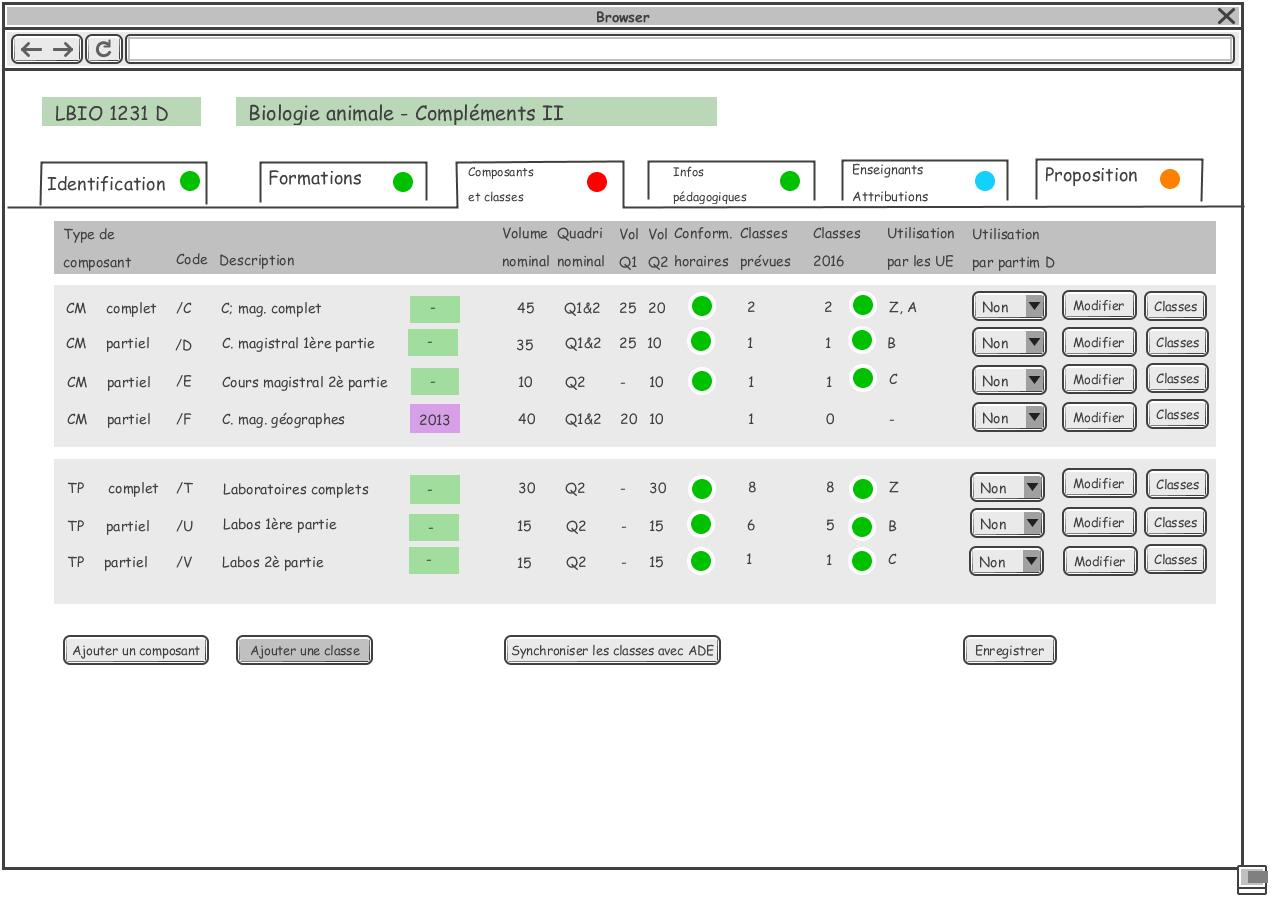 Browser
LBIO 1231 D Biologie animale - Compléments II
Identification Formations Composants et classes Infos pédagogiques Enseignants Attributions Proposition
Type de composant Code Description Volume nominal Quadri nominal Vol Q1 Vol Q2 Conform. horaires Classes prévues Classes 2016 Utilisation par les UE Utilisation par partim D
CM complet /C C; mag. complet - 45 Q1&2 25 20 2 2 Z, A Non Modifier Classes
CM partiel /D C. magistral 1ère partie - 35 Q1&2 25 10 1 1 B Non Modifier Classes
CM partiel /E Cours magistral 2è partie - 10 Q2 - 10 1 1 C Non Modifier Classes
CM partiel /F C. mag. géographes 2013 40 Q1&2 20 10 1 0 - Non Modifier Classes
TP complet /T Laboratoires complets - 30 Q2 - 30 8 8 Z Non Modifier Classes
TP partiel /U Labos 1ère partie - 15 Q2 - 15 6 5 B Non Modifier Classes
TP partiel /V Labos 2è partie - 15 Q2 - 15 1 1 C Non Modifier Classes
Ajouter un composant Ajouter une classe Synchroniser les classes avec ADE Enregistrer